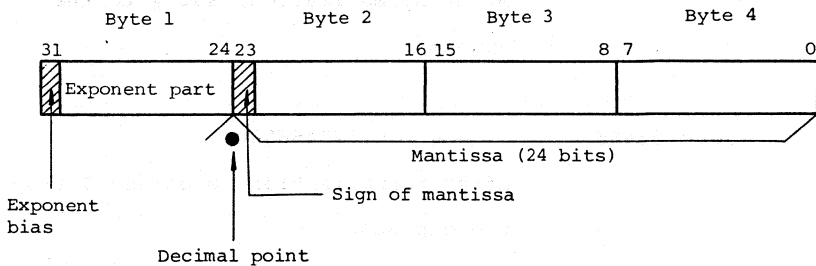 Byte 1 Byte 2 Byte 3 Byte 4
31 24 23 16 15 8 7 0
Exponent part
Mantissa (24 bits)
Sign of mantissa
Exponent
bias
Decimal point